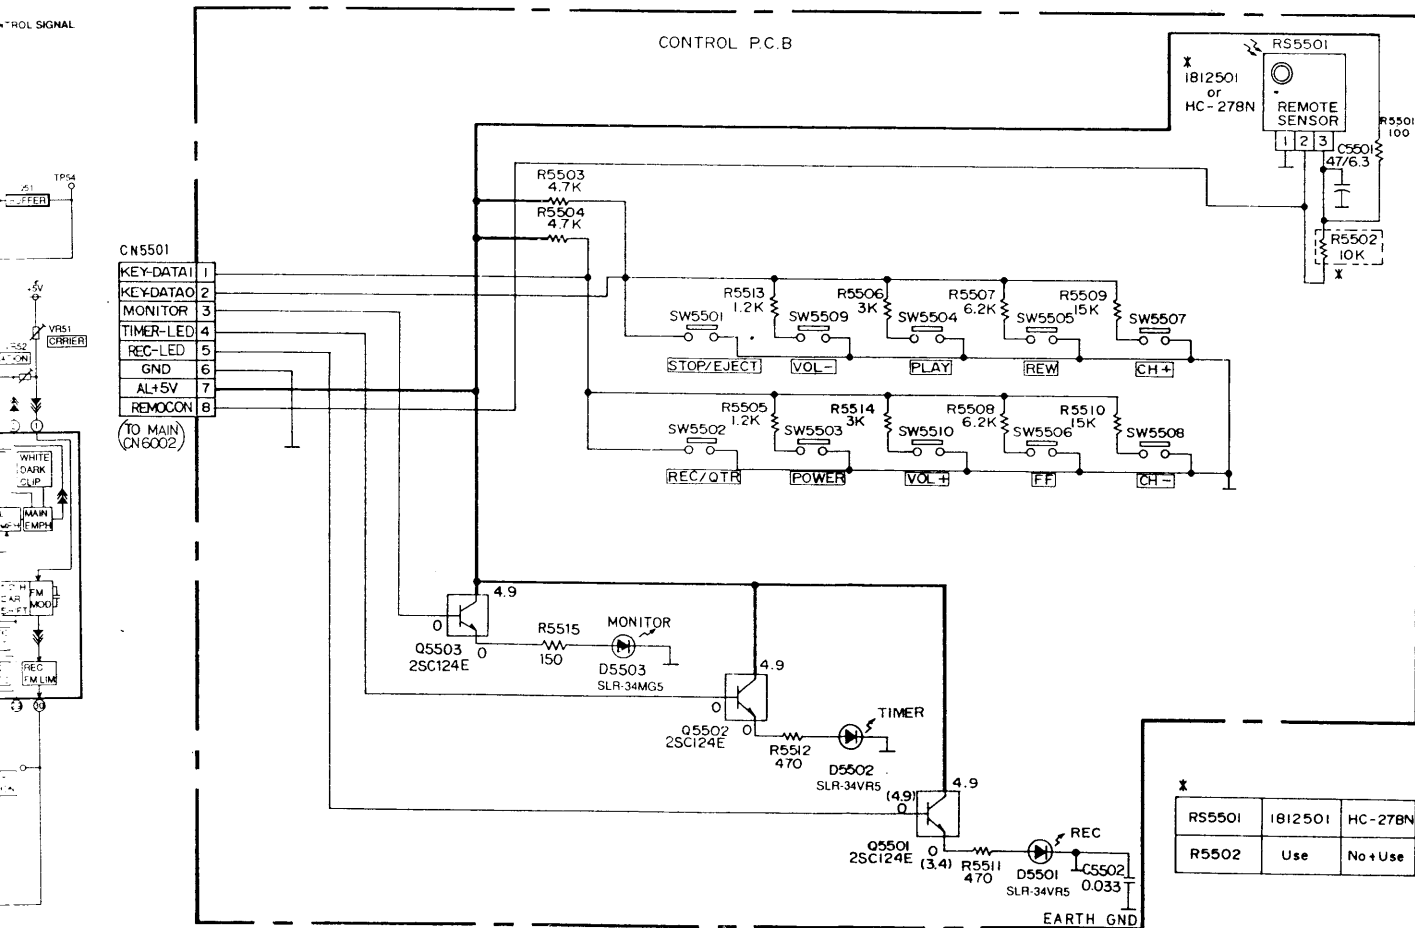 CONTROL P.C.B
NTROL SIGNAL
TP54
+5V
VR51
CRRIER
WHITE
DARK
CLIP
MAIN
EMPH
FM
MOD
REC
FM LIM
CN5501
KEY-DATA1 1
KEY-DATA0 2
MONITOR 3
TIMER-LED 4
REC-LED 5
GND 6
AL+5V 7
REMOCON 8
(TO MAIN
CN6002)
R5503
4.7K
R5504
4.7K
*
1812501
or
HC-278N
RS5501
REMOTE
SENSOR
1 2 3
C5501
47/6.3
R5501
100
R5502
10K
*
R5513
1.2K
R5506
3K
R5507
6.2K
R5509
15K
SW5501
SW5509
SW5504
SW5505
SW5507
STOP/EJECT
VOL-
PLAY
REW
CH+
R5505
1.2K
R5514
3K
R5508
6.2K
R5510
15K
SW5502
SW5503
SW5510
SW5506
SW5508
REC/QTR
POWER
VOL+
FF
CH-
4.9
0
Q5503
2SC124E
0
R5515
150
MONITOR
D5503
SLR-34MG5
4.9
0
Q5502
2SC124E
0
R5512
470
TIMER
D5502
SLR-34VR5
4.9
(4.9)
0
Q5501
2SC124E
0
(3.4)
R5511
470
REC
D5501
SLR-34VR5
C5502
0.033
EARTH GND
*
RS5501 1812501 HC-278N
R5502 Use No+Use